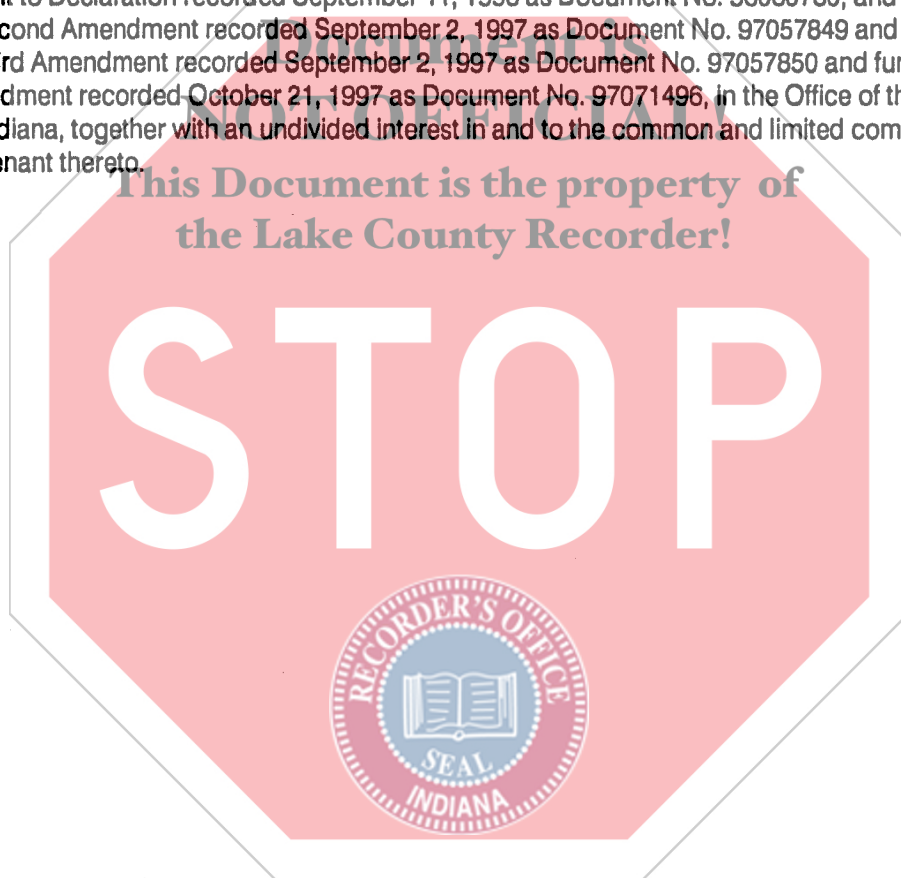 cond Amendment recorded September 2, 1997 as Document No. 97057849 and
rd Amendment recorded September 2, 1997 as Document No. 97057850 and fur
dment recorded October 21, 1997 as Document No. 97071496, in the Office of th
diana, together with an undivided interest in and to the common and limited com
nant thereto.
Document is
NOT OFFICIAL!
This Document is the property of
the Lake County Recorder!
STOP
RECORDER'S OFFICE
SEAL
INDIANA